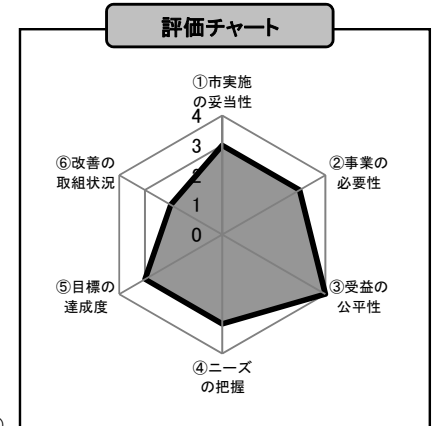 評価チャート
①市実施
の妥当性
4
3
2
1
0
②事業の
必要性
③受益の
公平性
④ニーズ
の把握
⑤目標の
達成度
⑥改善の
取組状況